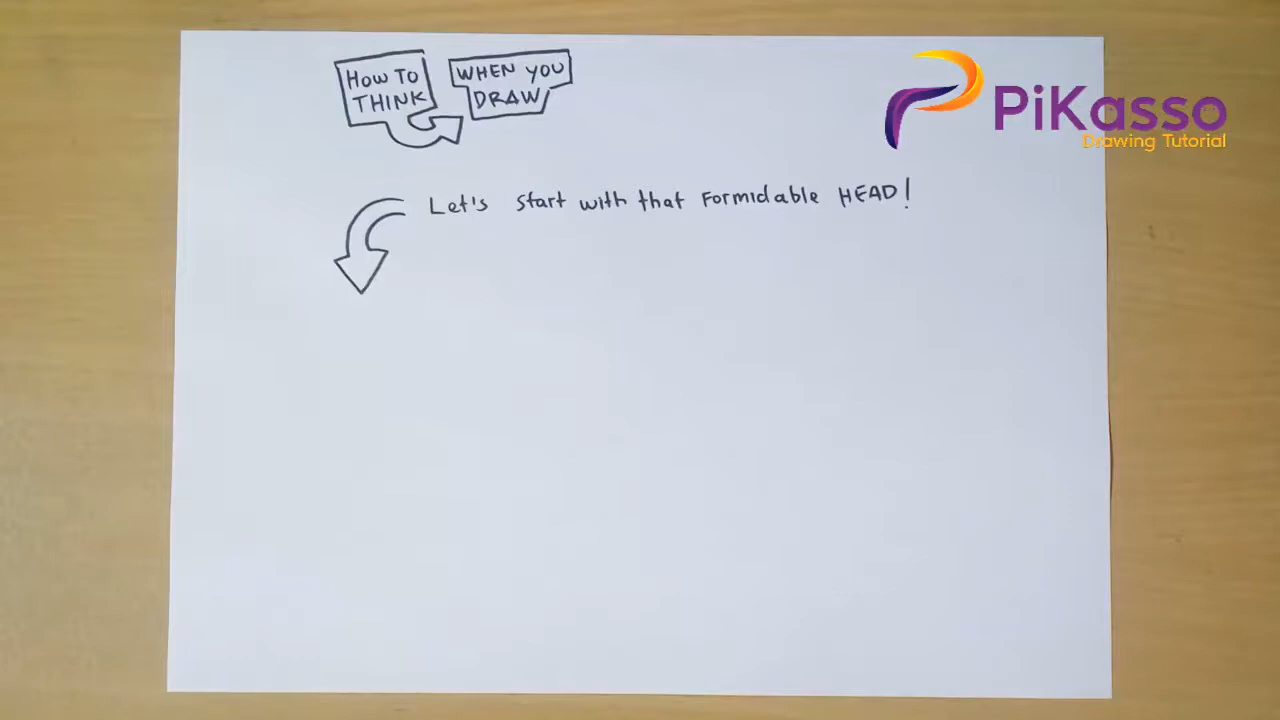 HOW TO
THINK
WHEN YOU
DRAW
Let's start with that Formidable HEAD!
PiKasso
Drawing Tutorial